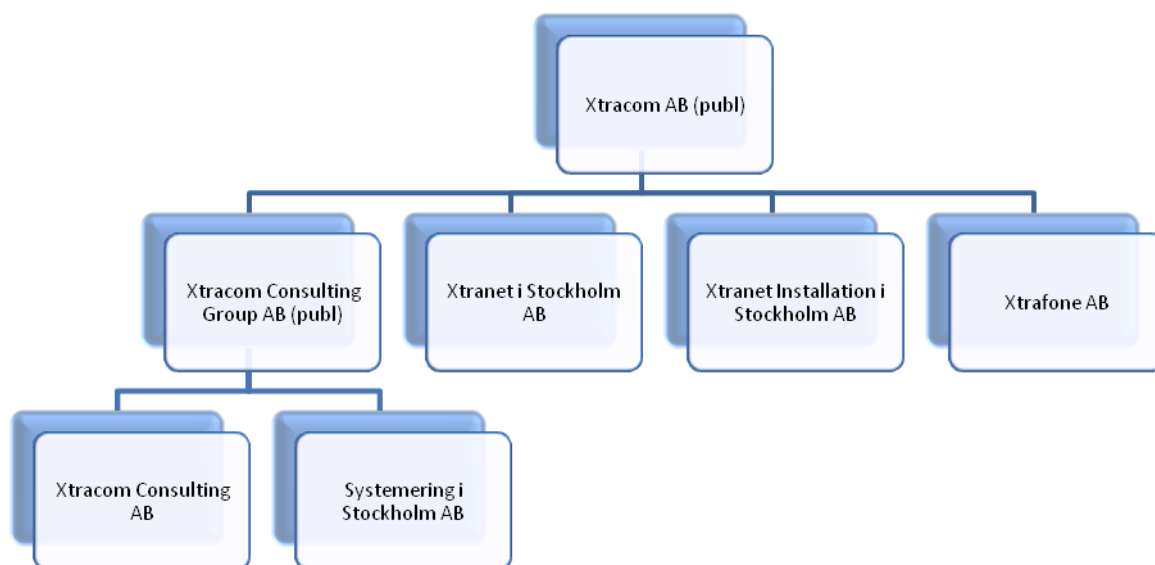 Xtracom AB (publ)
Xtracom Consulting
Group AB (publ)
Xtranet i Stockholm
AB
Xtranet Installation i
Stockholm AB
Xtrafone AB
Xtracom Consulting
AB
Systemering i
Stockholm AB